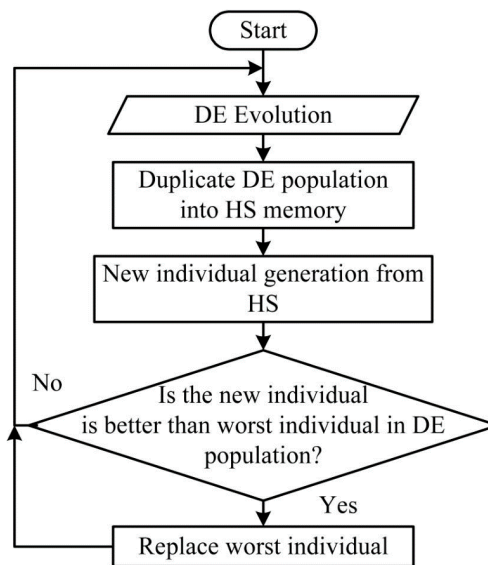 Start
DE Evolution
Duplicate DE population
into HS memory
New individual generation from
HS
No
Is the new individual
is better than worst individual in DE
population?
Yes
Replace worst individual